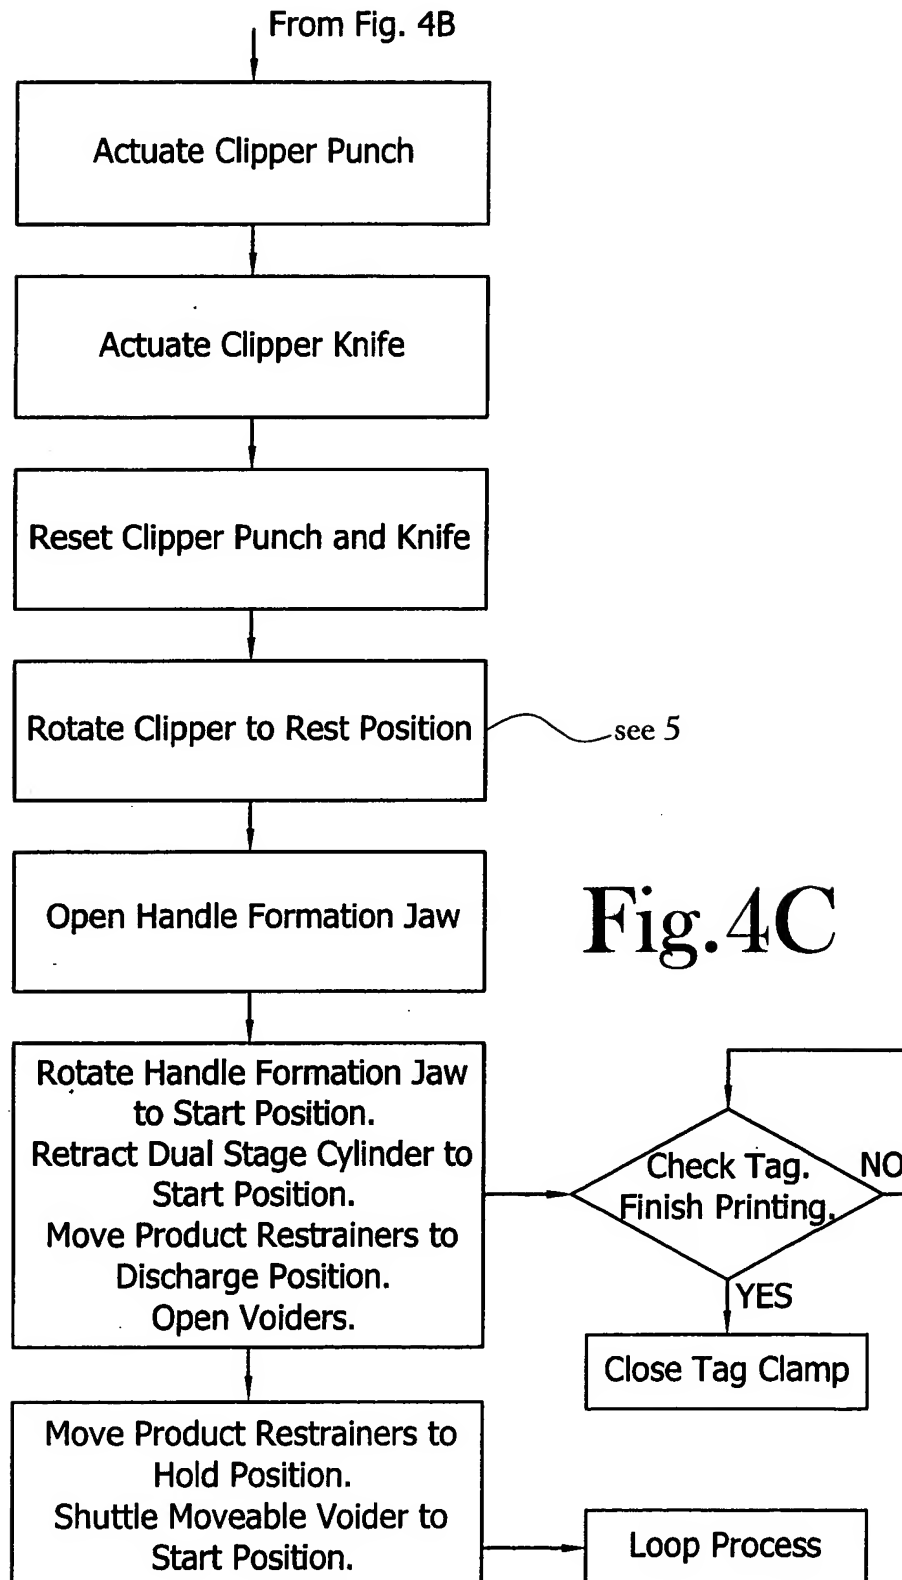 From Fig. 4B
Actuate Clipper Punch
Actuate Clipper Knife
Reset Clipper Punch and Knife
Rotate Clipper to Rest Position
see 5
Open Handle Formation Jaw
Fig.4C
Rotate Handle Formation Jaw
to Start Position.
Retract Dual Stage Cylinder to
Start Position.
Move Product Restrainers to
Discharge Position.
Open Voiders.
Check Tag.
Finish Printing.
NO
YES
Close Tag Clamp
Move Product Restrainers to
Hold Position.
Shuttle Moveable Voider to
Start Position.
Loop Process